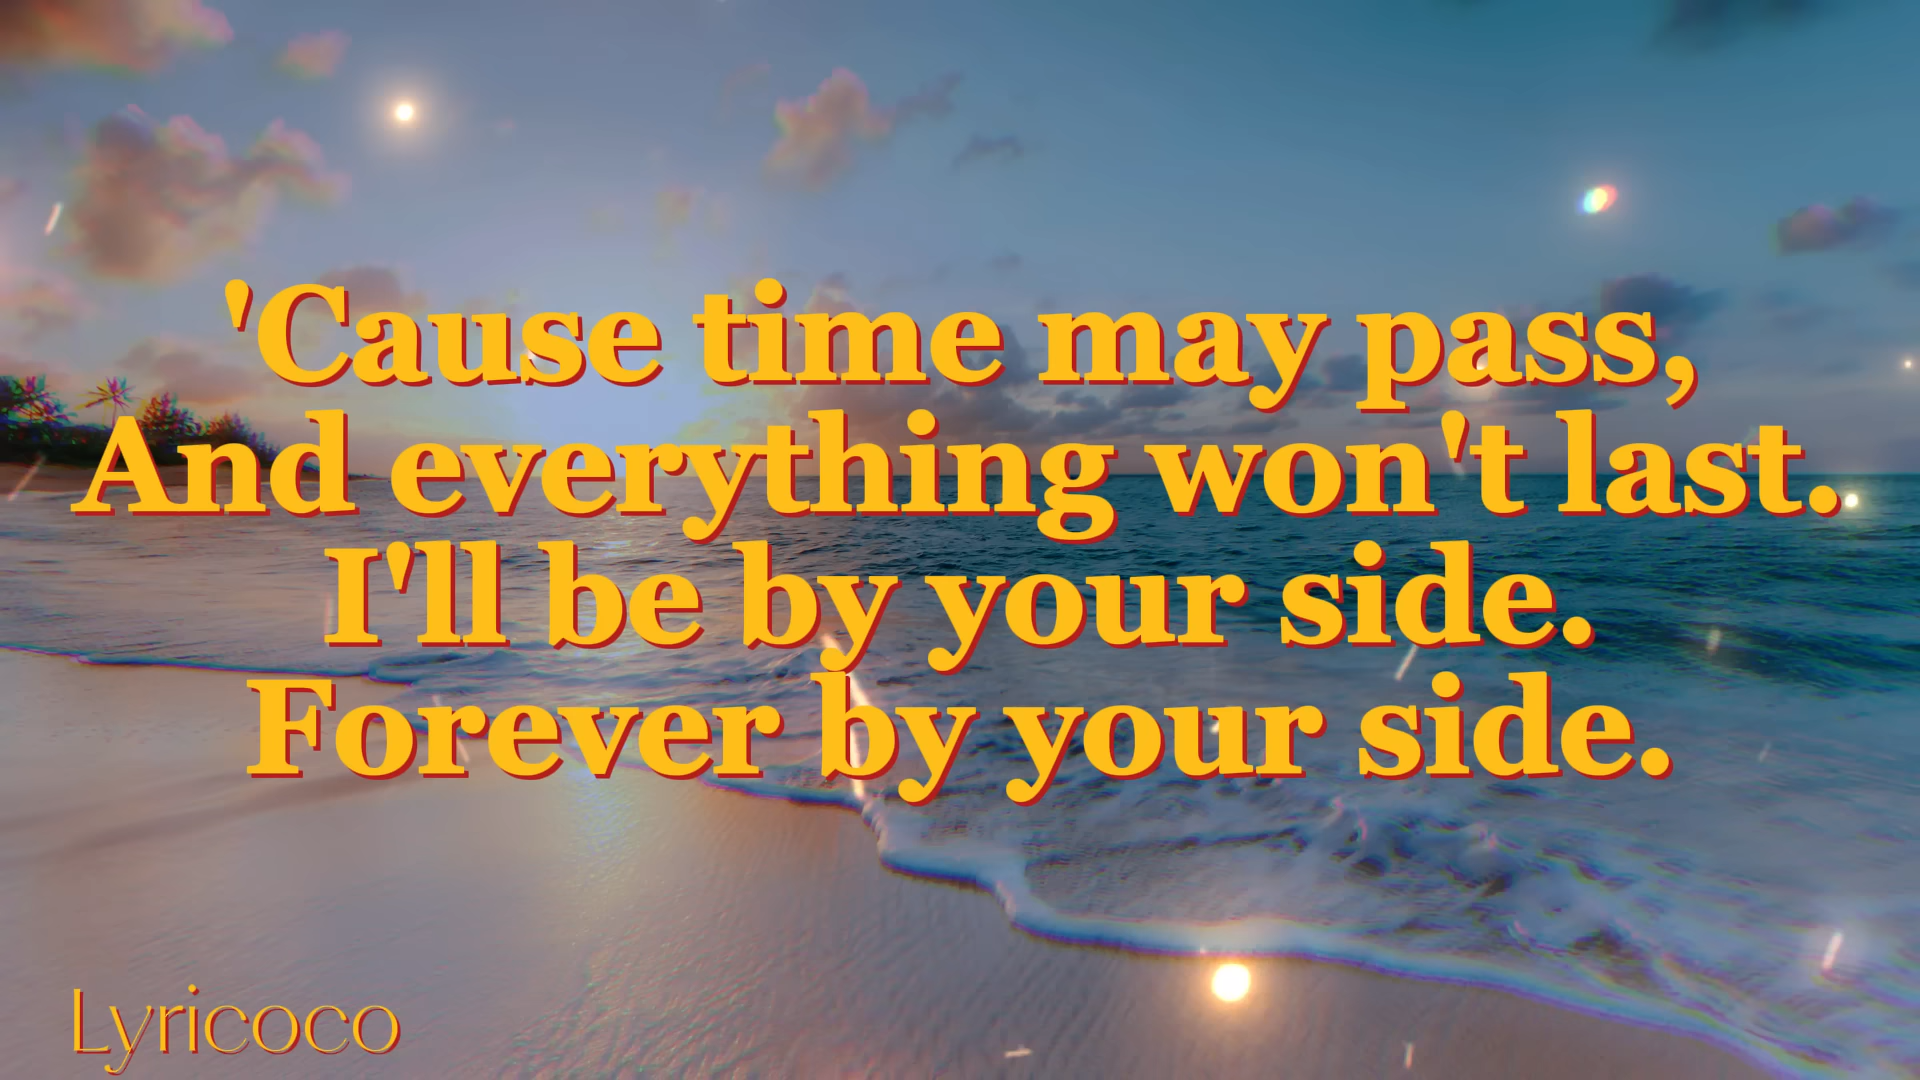 'Cause time may pass,
And everything won't last.
I'll be by your side.
Forever by your side.
Lyricoco